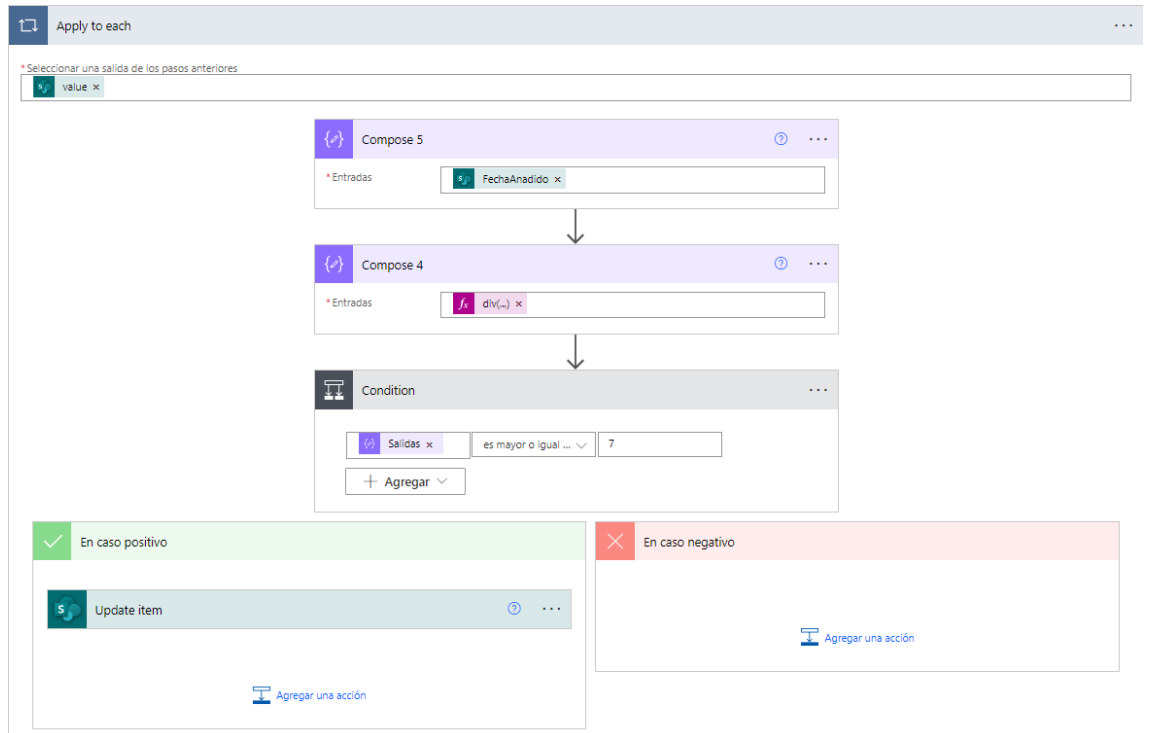 Apply to each
* Seleccionar una salida de los pasos anteriores
value ×
Compose 5
* Entradas
FechaAnadido ×
Compose 4
* Entradas
fx div(...) ×
Condition
Salidas ×
es mayor o igual ...
7
+ Agregar
En caso positivo
En caso negativo
Update item
Agregar una acción
Agregar una acción